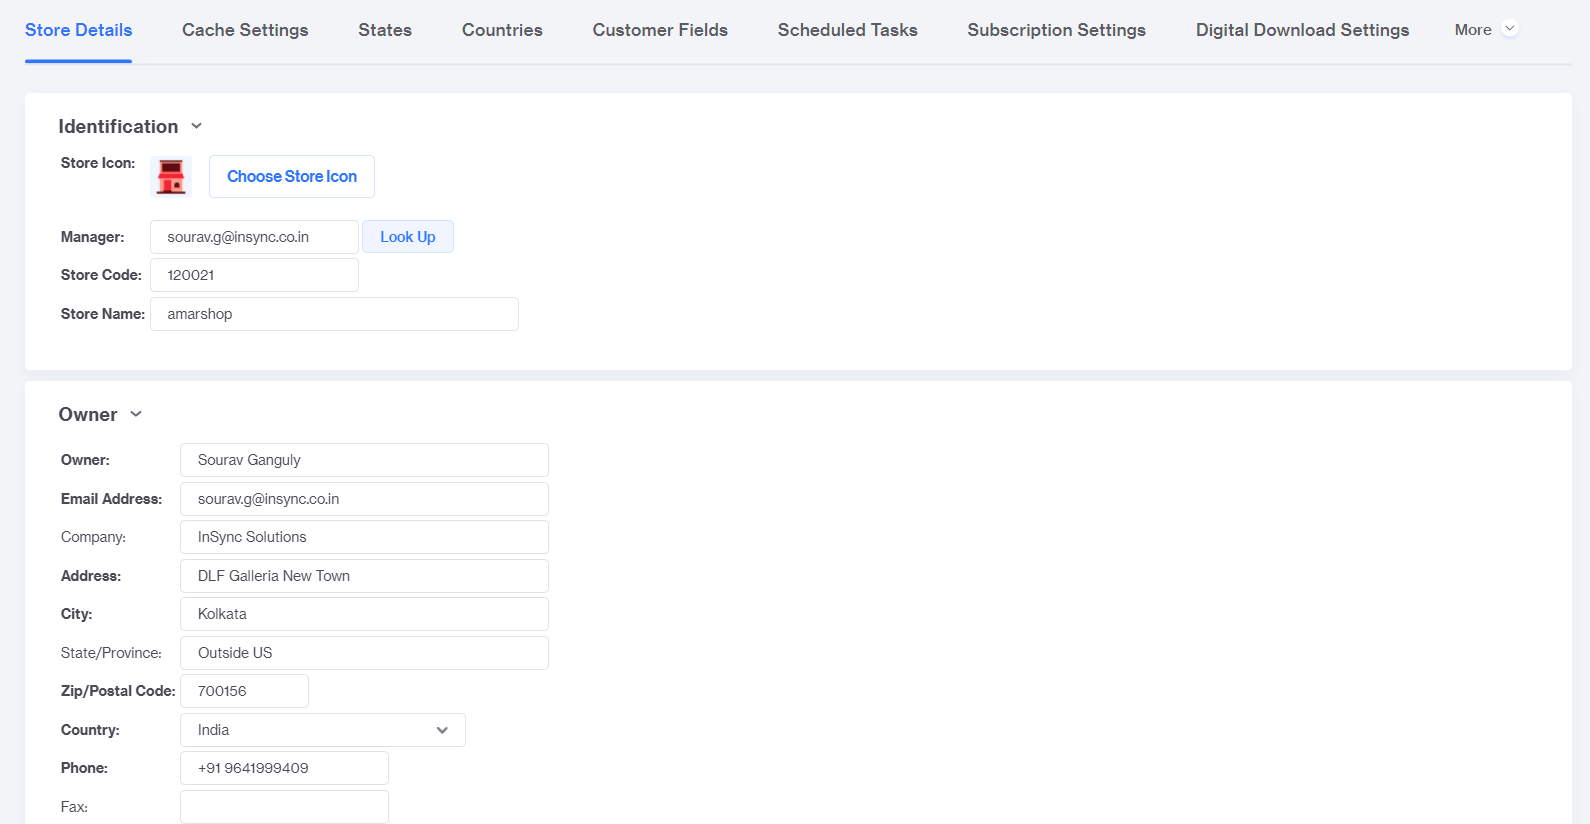 Store Details Cache Settings States Countries Customer Fields Scheduled Tasks Subscription Settings Digital Download Settings More
Identification
Store Icon: Choose Store Icon
Manager: sourav.g@insync.co.in Look Up
Store Code: 120021
Store Name: amarshop
Owner
Owner: Sourav Ganguly
Email Address: sourav.g@insync.co.in
Company: InSync Solutions
Address: DLF Galleria New Town
City: Kolkata
State/Province: Outside US
Zip/Postal Code: 700156
Country: India
Phone: +91 9641999409
Fax: